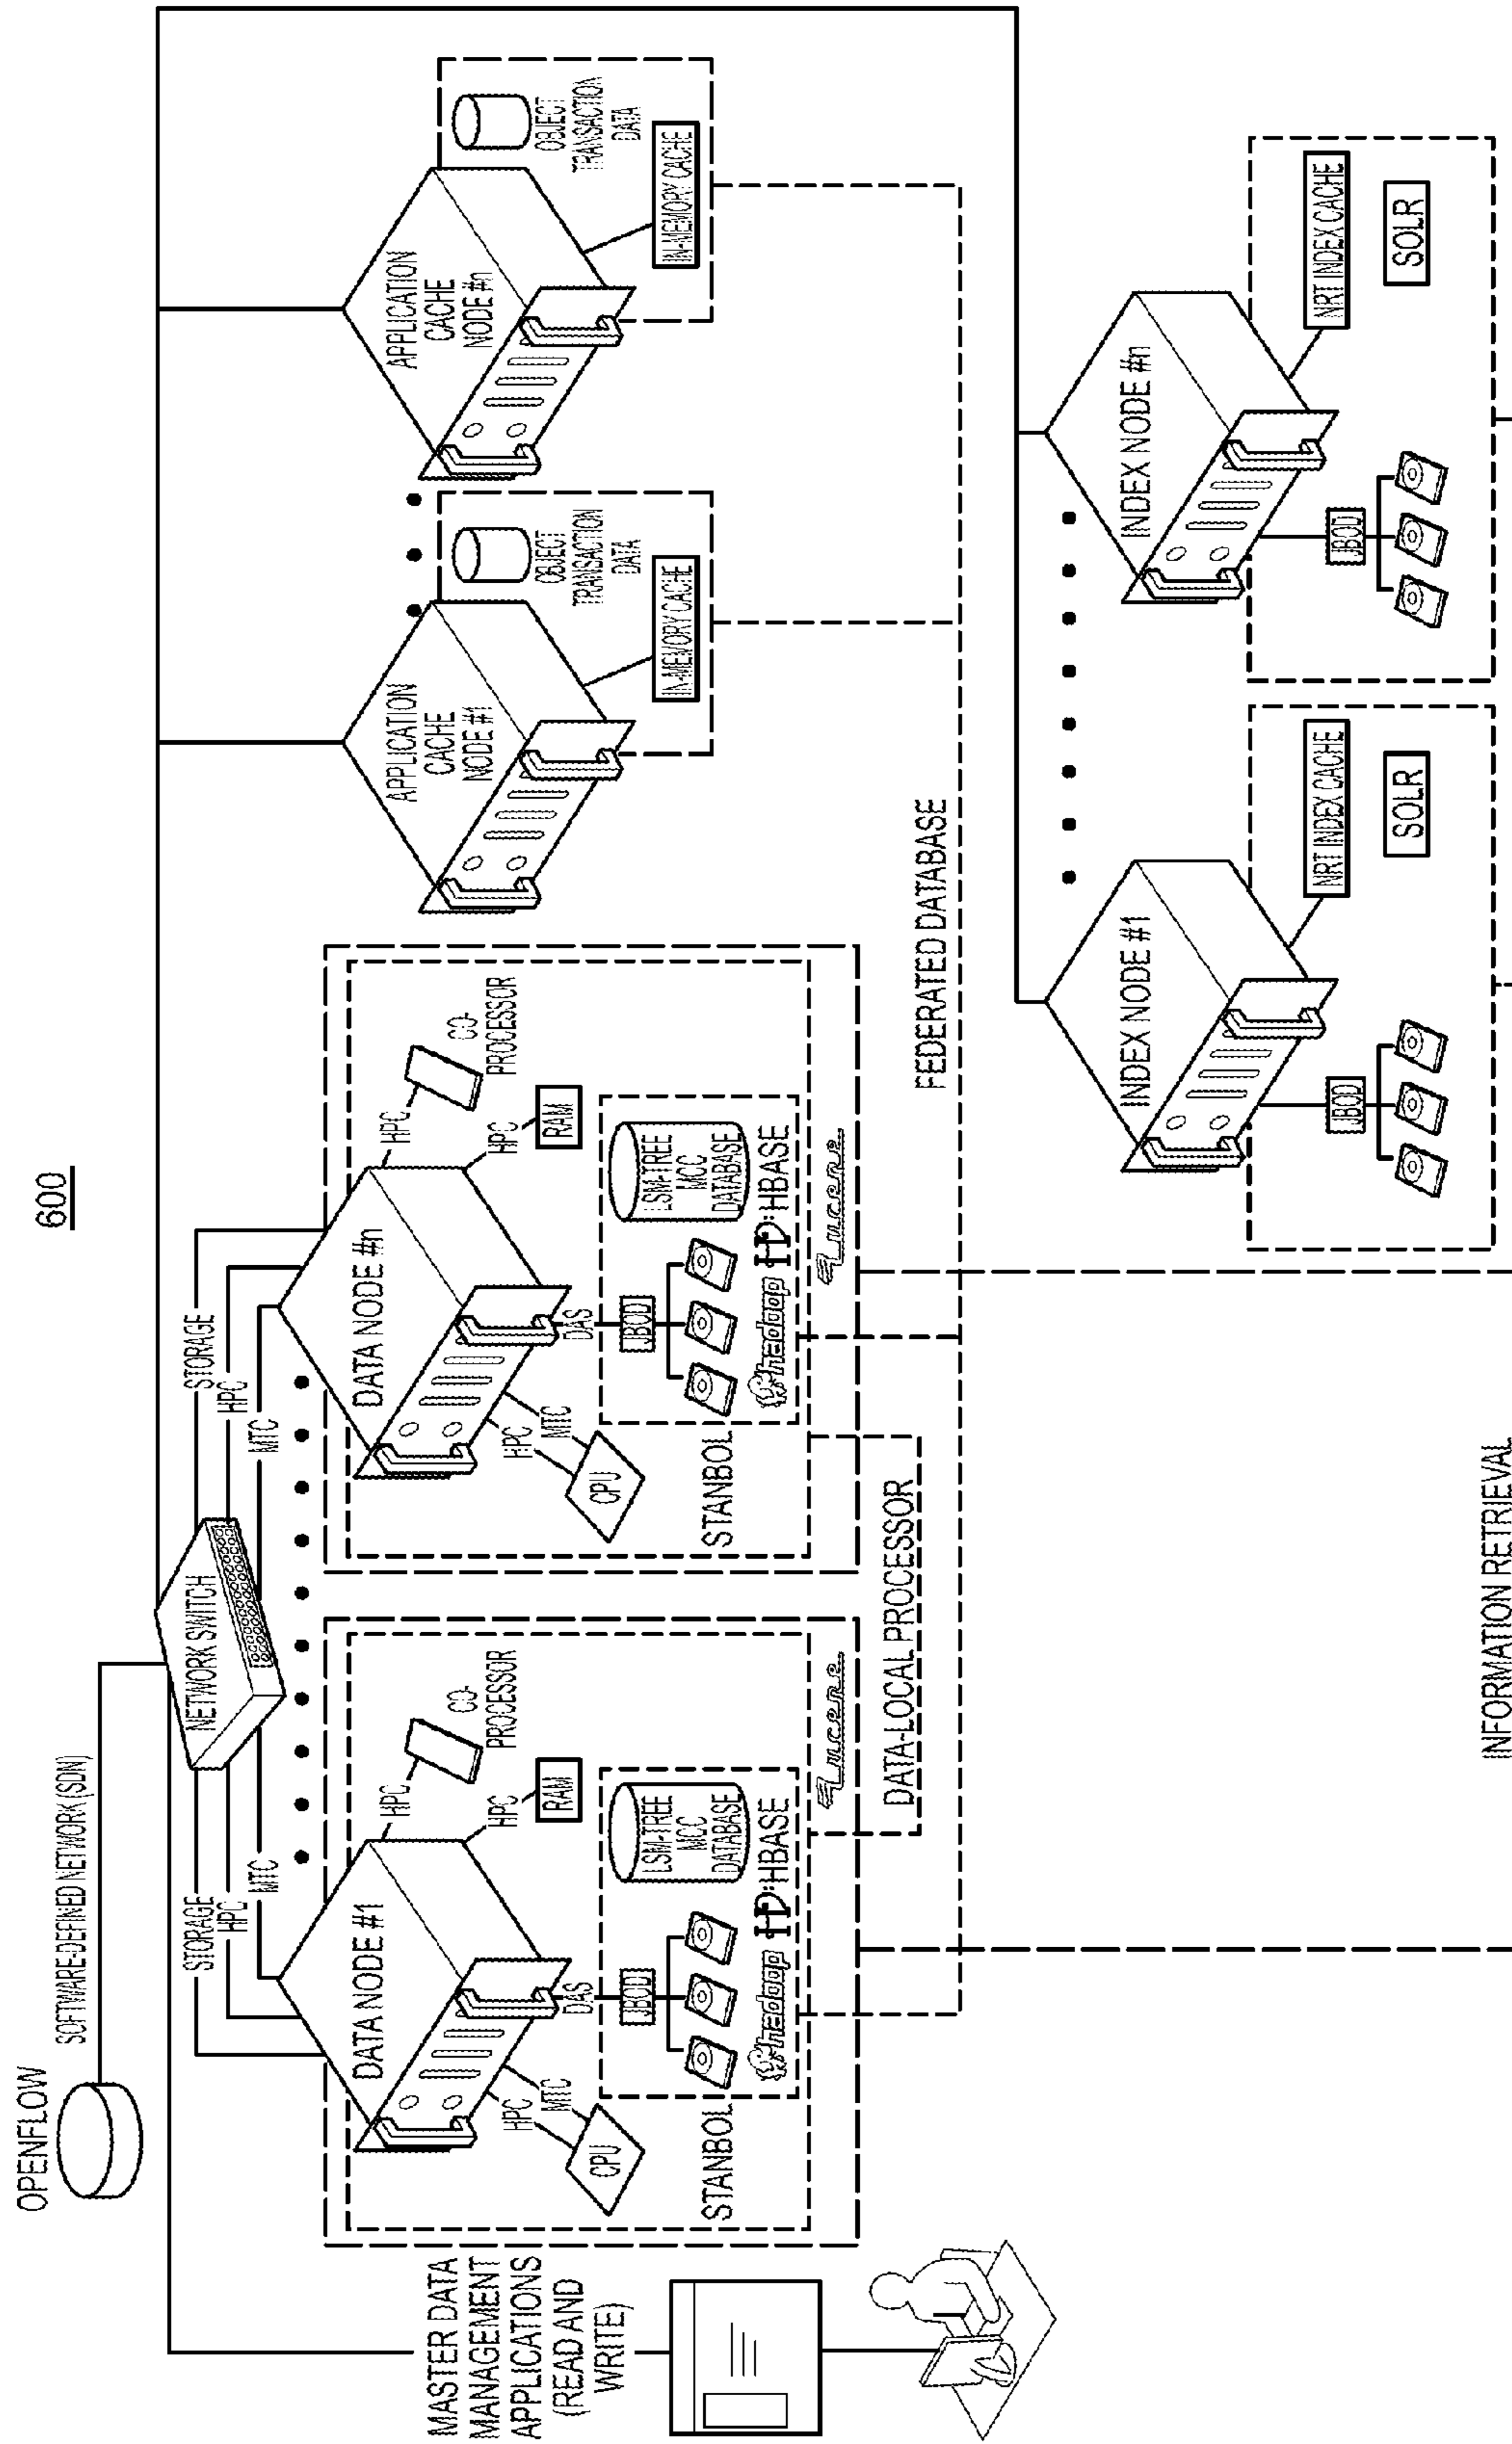 600
OPENFLOW
SOFTWARE-DEFINED NETWORK (SDN)
NETWORK SWITCH
STORAGE
HPC
MTC
STORAGE
HPC
MTC
MASTER DATA
MANAGEMENT
APPLICATIONS
(READ AND
WRITE)
DATA NODE #1
HPC
CO-
PROCESSOR
HPC
RAM
HPC
MTC
CPU
DAS
JBOD
LSM-TREE
MCC
DATABASE
hadoop
HBASE
STANBOL
Lucene
DATA NODE #n
HPC
CO-
PROCESSOR
HPC
RAM
HPC
MTC
CPU
DAS
JBOD
LSM-TREE
MCC
DATABASE
hadoop
HBASE
STANBOL
Lucene
DATA-LOCAL PROCESSOR
APPLICATION
CACHE
NODE #1
OBJECT
TRANSACTION
DATA
IN-MEMORY CACHE
APPLICATION
CACHE
NODE #n
OBJECT
TRANSACTION
DATA
IN-MEMORY CACHE
FEDERATED DATABASE
INDEX NODE #1
NRT INDEX CACHE
JBOD
SOLR
INDEX NODE #n
NRT INDEX CACHE
JBOD
SOLR
INFORMATION RETRIEVAL